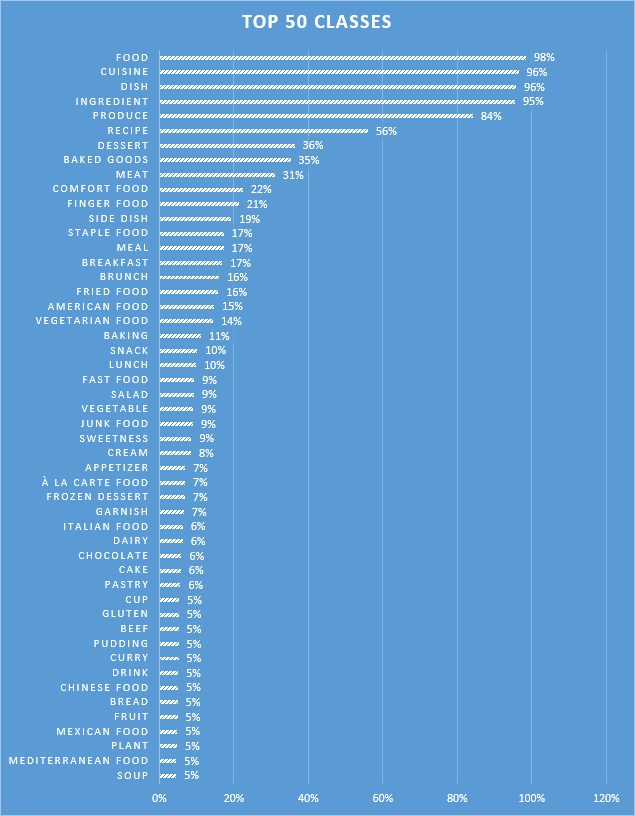 TOP 50 CLASSES
FOOD 98%
CUISINE 96%
DISH 96%
INGREDIENT 95%
PRODUCE 84%
RECIPE 56%
DESSERT 36%
BAKED GOODS 35%
MEAT 31%
COMFORT FOOD 22%
FINGER FOOD 21%
SIDE DISH 19%
STAPLE FOOD 17%
MEAL 17%
BREAKFAST 17%
BRUNCH 16%
FRIED FOOD 16%
AMERICAN FOOD 15%
VEGETARIAN FOOD 14%
BAKING 11%
SNACK 10%
LUNCH 10%
FAST FOOD 9%
SALAD 9%
VEGETABLE 9%
JUNK FOOD 9%
SWEETNESS 9%
CREAM 8%
APPETIZER 7%
À LA CARTE FOOD 7%
FROZEN DESSERT 7%
GARNISH 7%
ITALIAN FOOD 6%
DAIRY 6%
CHOCOLATE 6%
CAKE 6%
PASTRY 6%
CUP 5%
GLUTEN 5%
BEEF 5%
PUDDING 5%
CURRY 5%
DRINK 5%
CHINESE FOOD 5%
BREAD 5%
FRUIT 5%
MEXICAN FOOD 5%
PLANT 5%
MEDITERRANEAN FOOD 5%
SOUP 5%
0% 20% 40% 60% 80% 100% 120%